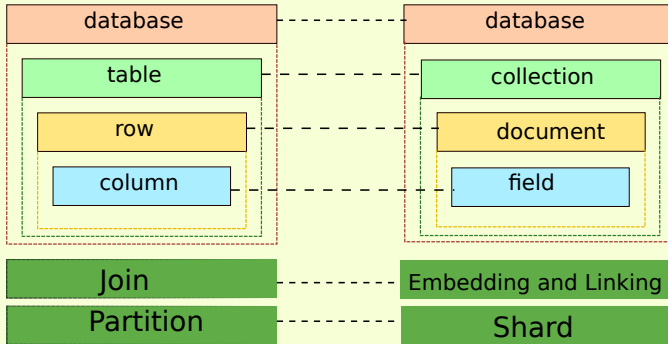 database
database
table
collection
row
document
column
field
Join
Embedding and Linking
Partition
Shard